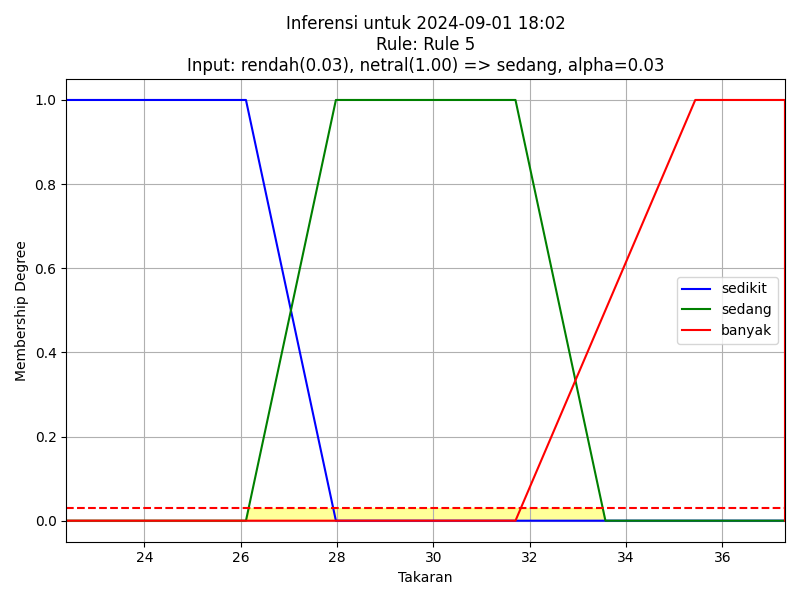 Inferensi untuk 2024-09-01 18:02
Rule: Rule 5
Input: rendah(0.03), netral(1.00) => sedang, alpha=0.03
1.0
0.8
0.6
0.4
0.2
0.0
Membership Degree
sedikit
sedang
banyak
24 26 28 30 32 34 36
Takaran